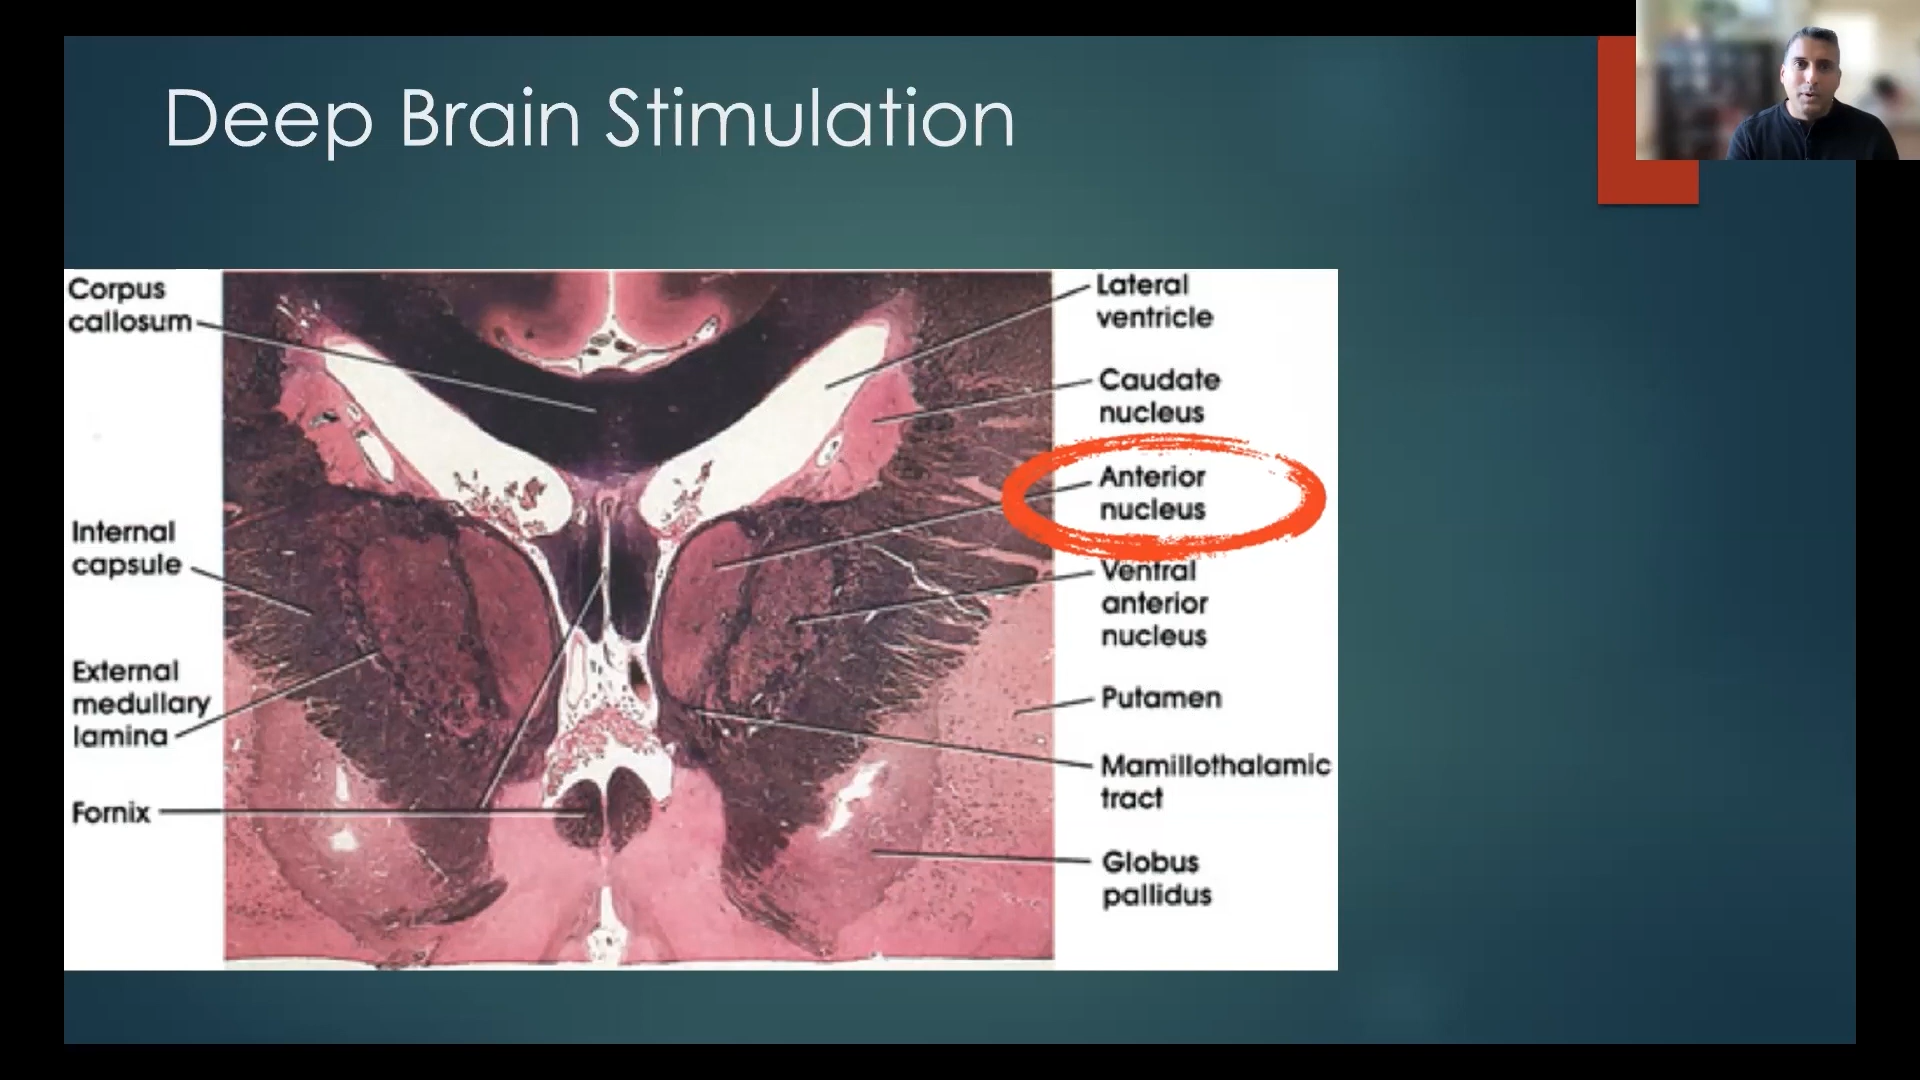 Deep Brain Stimulation
Corpus
callosum
Internal
capsule
External
medullary
lamina
Fornix
Lateral
ventricle
Caudate
nucleus
Anterior
nucleus
Ventral
anterior
nucleus
Putamen
Mamillothalamic
tract
Globus
pallidus